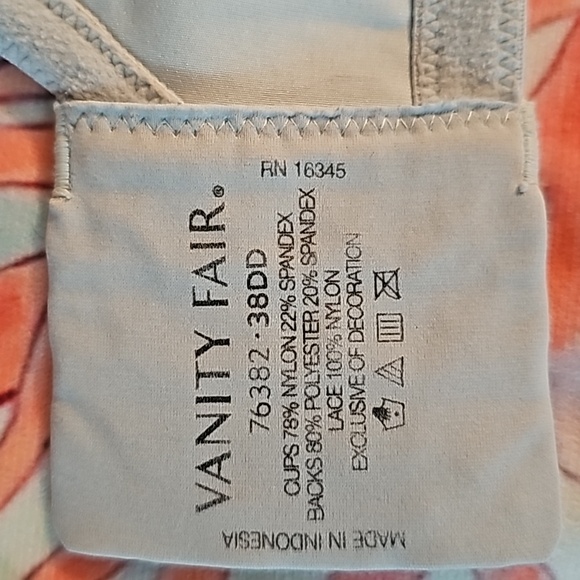 RN 16345
VANITY FAIR®
76382 · 38DD
CUPS 78% NYLON 22% SPANDEX
BACKS 80% POLYESTER 20% SPANDEX
LACE 100% NYLON
EXCLUSIVE OF DECORATION
MADE IN INDONESIA